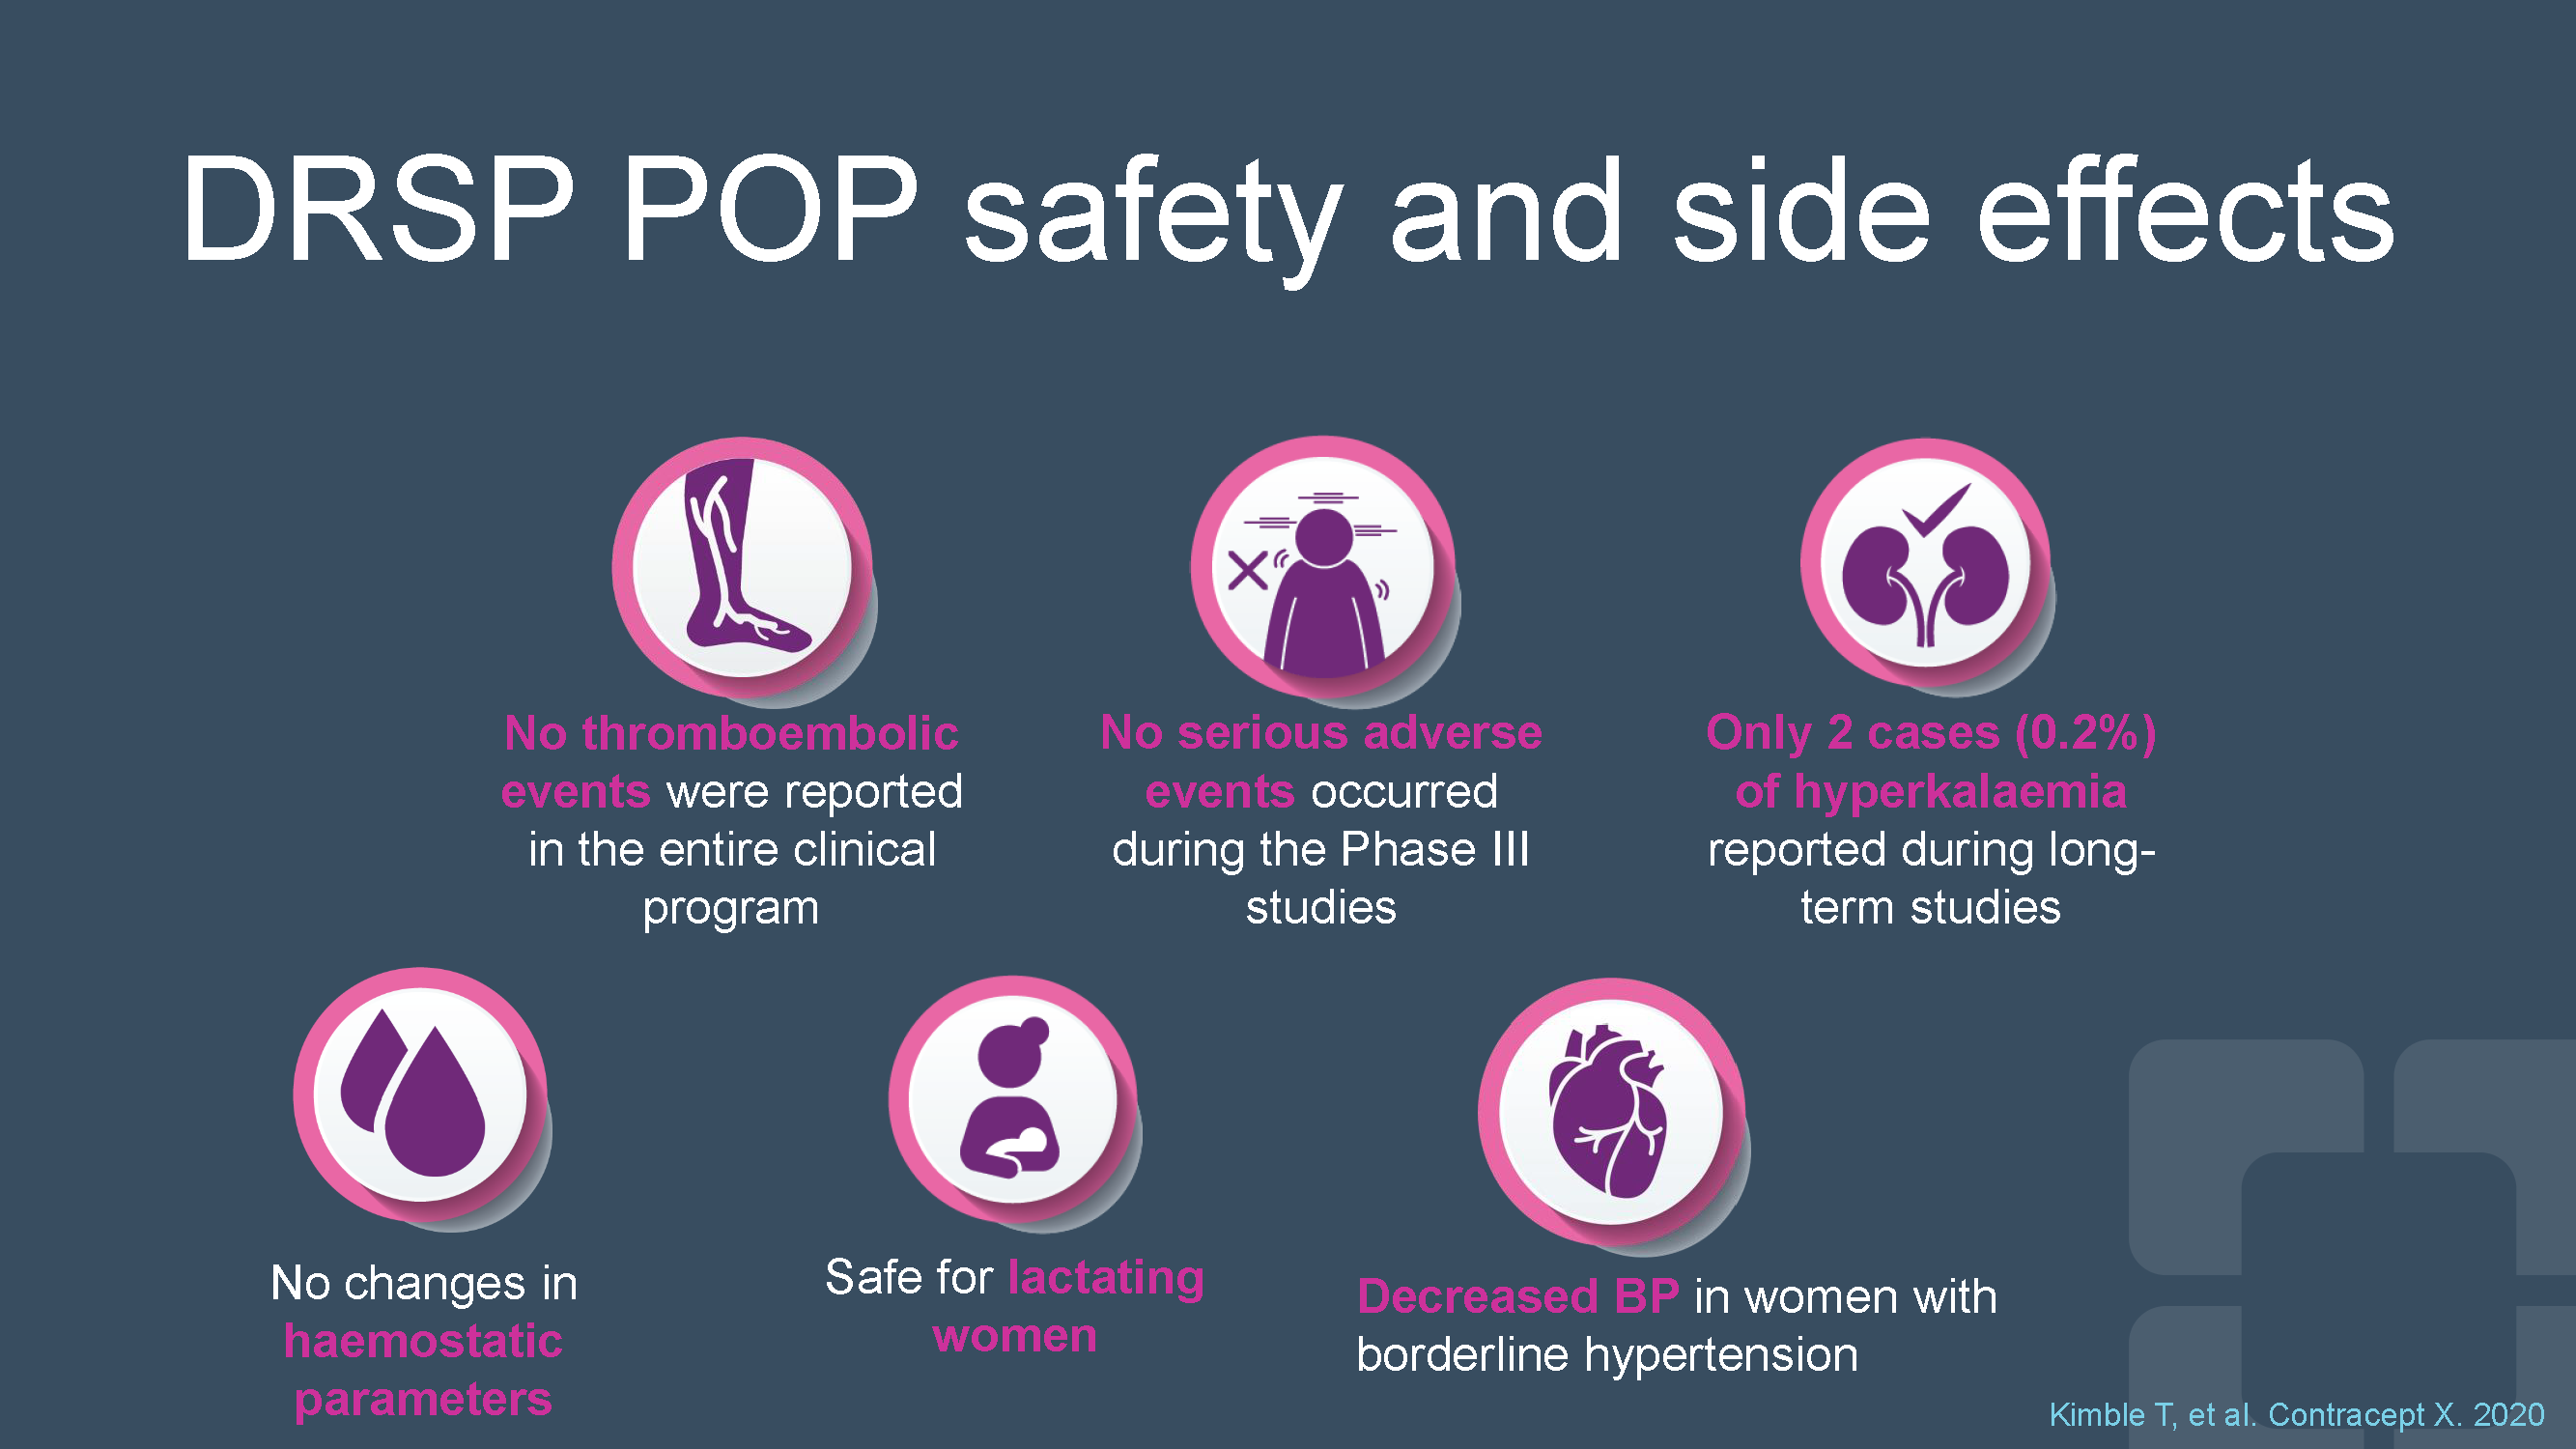 DRSP POP safety and side effects
No thromboembolic
events were reported
in the entire clinical
program
No serious adverse
events occurred
during the Phase III
studies
Only 2 cases (0.2%)
of hyperkalaemia
reported during long-
term studies
No changes in
haemostatic
parameters
Safe for lactating
women
Decreased BP in women with
borderline hypertension
Kimble T, et al. Contracept X. 2020